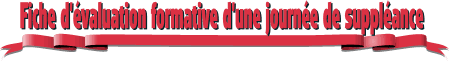 Fiche d'évaluation formative d'une journée de suppléance